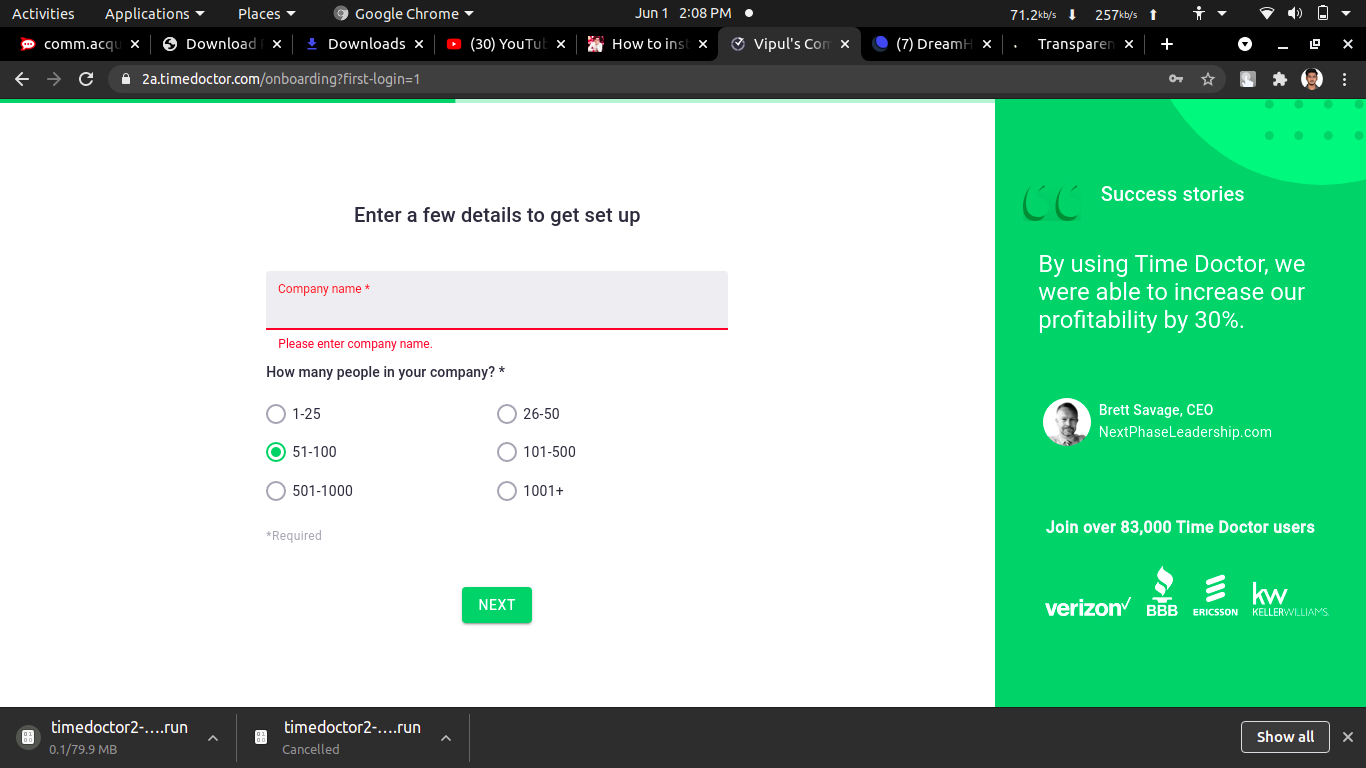 Activities Applications Places Google Chrome Jun 1 2:08 PM 71.2kb/s 257kb/s
comm.acqu Download Downloads (30) YouTu How to inst Vipul's Com (7) DreamH Transparen
2a.timedoctor.com/onboarding?first-login=1
Enter a few details to get set up
Company name *
Please enter company name.
How many people in your company? *
1-25 26-50
51-100 101-500
501-1000 1001+
*Required
NEXT
Success stories
By using Time Doctor, we
were able to increase our
profitability by 30%.
Brett Savage, CEO
NextPhaseLeadership.com
Join over 83,000 Time Doctor users
verizon BBB ERICSSON kw KELLERWILLIAMS.
timedoctor2-....run timedoctor2-....run
0.1/79.9 MB Cancelled
Show all